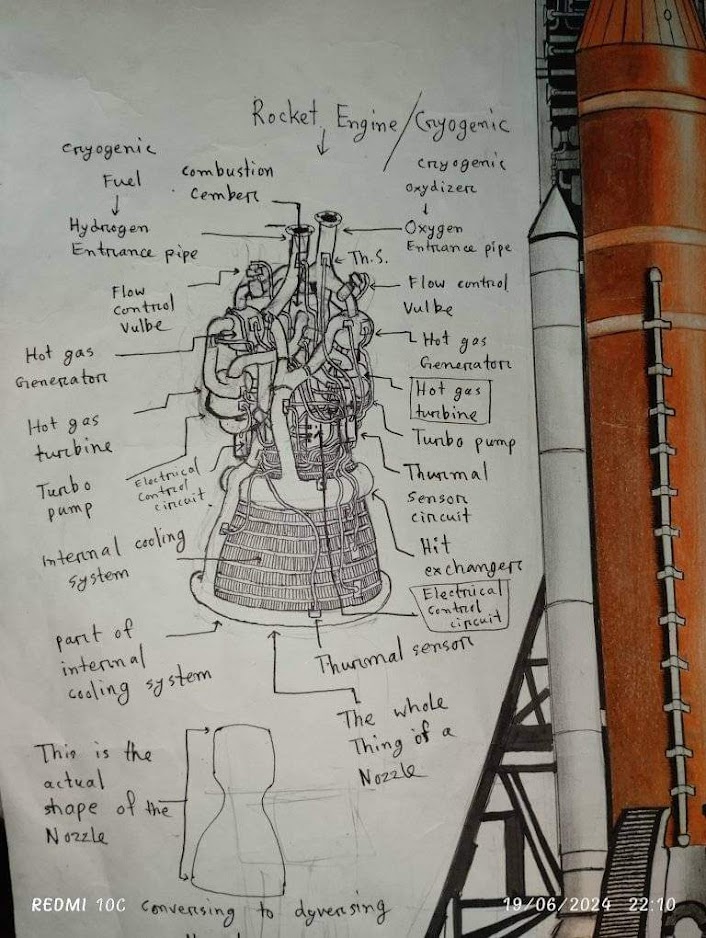 Rocket Engine/Cryogenic
Cryogenic
Fuel
Hydrogen
Entrance pipe
Combustion
Cember
Cryogenic
Oxydizer
Oxygen
Entrance pipe
Th.S.
Flow
control
Vulbe
Flow control
Vulbe
Hot gas
Generator
Hot gas
Generator
Hot gas
turbine
Hot gas
turbine
Turbo
pump
Turbo pump
Electrical
Control
circuit
Thurmal
Sensor
circuit
Internal cooling
system
Hit
exchanger
Electrical
control
circuit
part of
internal
cooling system
Thurmal sensor
The whole
Thing of a
Nozzle
This is the
actual
shape of the
Nozzle
converising to dyverising
REDMI 10C
19/06/2024 22:10